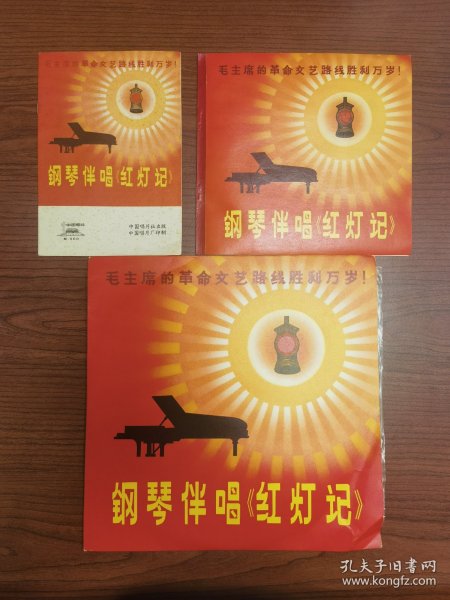 毛主席的革命文艺路线胜利万岁！
钢琴伴唱《红灯记》
中国唱片
中国唱片社出版
中国唱片厂印制
毛主席的革命文艺路线胜利万岁！
钢琴伴唱《红灯记》
毛主席的革命文艺路线胜利万岁！
钢琴伴唱《红灯记》
孔夫子旧书网
www.kongfz.com